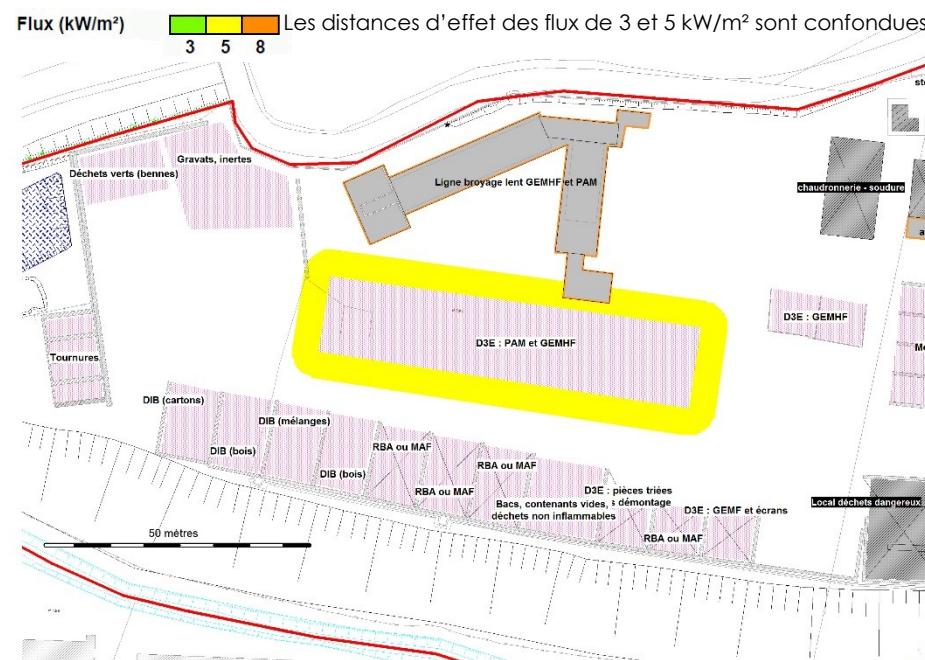 Flux (kW/m²)
Les distances d’effet des flux de 3 et 5 kW/m² sont confondues
3 5 8
Gravats, inertes
Déchets verts (bennes)
Ligne broyage lent GEMHF et PAM
chaudronnerie - soudure
D3E : GEMHF
D3E : PAM et GEMHF
Tournures
DIB (cartons)
DIB (mélanges)
DIB (bois)
DIB (bois)
RBA ou MAF
RBA ou MAF
RBA ou MAF
D3E : pièces triées
démontage
Bacs, contenants vides,
déchets non inflammables
D3E : GEMF et écrans
RBA ou MAF
Local déchets dangereux
50 mètres